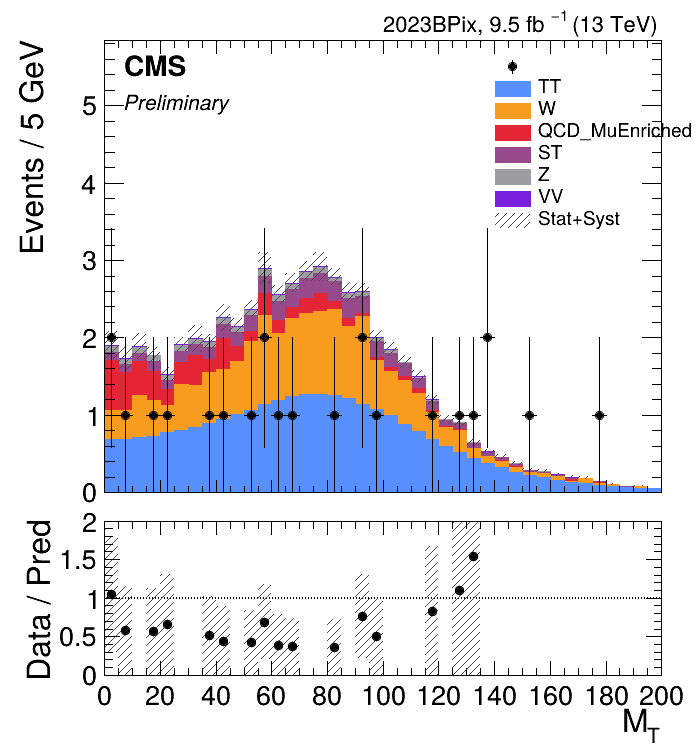 2023BPix, 9.5 fb⁻¹ (13 TeV)
CMS
Preliminary
TT
W
QCD_MuEnriched
ST
Z
VV
Stat+Syst
Events / 5 GeV
5
4
3
2
1
0
Data / Pred
2
1.5
1
0.5
0
0 20 40 60 80 100 120 140 160 180 200
M_T